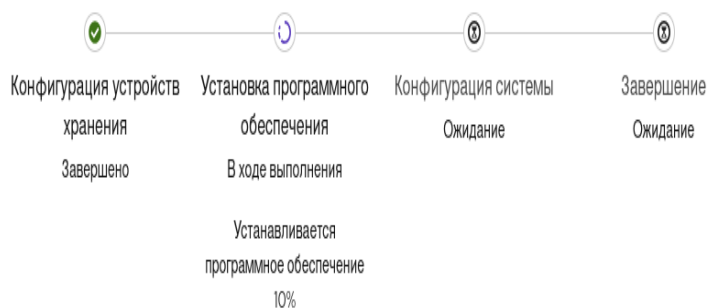 Конфигурация устройств
хранения
Завершено
Установка программного
обеспечения
В ходе выполнения
Устанавливается
программное обеспечение
10%
Конфигурация системы
Ожидание
Завершение
Ожидание